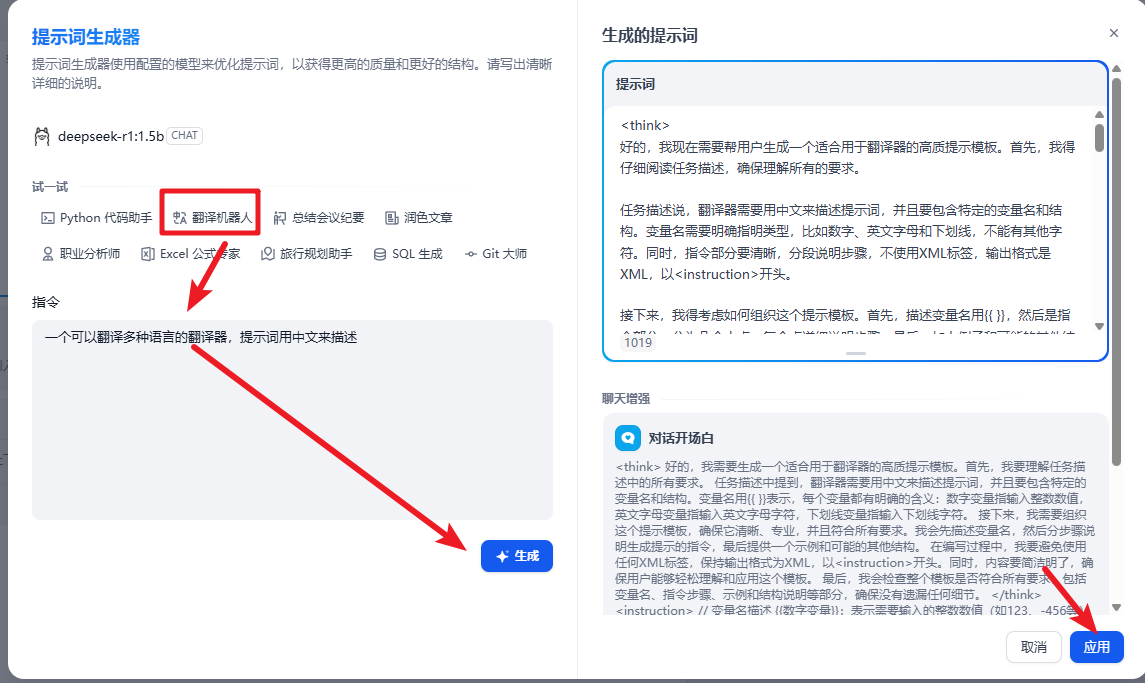 提示词生成器
提示词生成器使用配置的模型来优化提示词，以获得更高的质量和更好的结构。请写出清晰
详细的说明。
deepseek-r1:1.5b CHAT
试一试
Python 代码助手 翻译机器人 总结会议纪要 润色文章
职业分析师 Excel 公式专家 旅行规划助手 SQL 生成 Git 大师
指令
一个可以翻译多种语言的翻译器，提示词用中文来描述
生成
生成的提示词
提示词
<think>
好的，我现在需要帮用户生成一个适合用于翻译器的高质提示模板。首先，我得
仔细阅读任务描述，确保理解所有的要求。
任务描述说，翻译器需要用中文来描述提示词，并且要包含特定的变量名和结
构。变量名需要明确指明类型，比如数字、英文字母和下划线，不能有其他字
符。同时，指令部分要清晰，分段说明步骤，不使用XML标签，输出格式是
XML，以<instruction>开头。
接下来，我得考虑如何组织这个提示模板。首先，描述变量名用{{ }}，然后是指
1019
聊天增强
对话开场白
<think> 好的，我需要生成一个适合用于翻译器的高质提示模板。首先，我要理解任务描
述中的所有要求。 任务描述中提到，翻译器需要用中文来描述提示词，并且要包含特定的
变量名和结构。变量名用{{ }}表示，每个变量都有明确的含义：数字变量指输入整数数值，
英文字母变量指输入英文字母字符，下划线变量指输入下划线字符。 接下来，我需要组织
这个提示模板，确保它清晰、专业，并且符合所有要求。我会先描述变量名，然后分步骤说
明生成提示的指令，最后提供一个示例和可能的其他结构。 在编写过程中，我要避免使用
任何XML标签，保持输出格式为XML，以<instruction>开头。同时，内容要简洁明了，确
保用户能够轻松理解和应用这个模板。 最后，我会检查整个模板是否符合所有要求，包括
变量名、指令步骤、示例和结构说明等部分，确保没有遗漏任何细节。 </think>
<instruction> // 变量名描述 {{数字变量}}：表示需要输入的整数数值（如123、-456等）
取消 应用